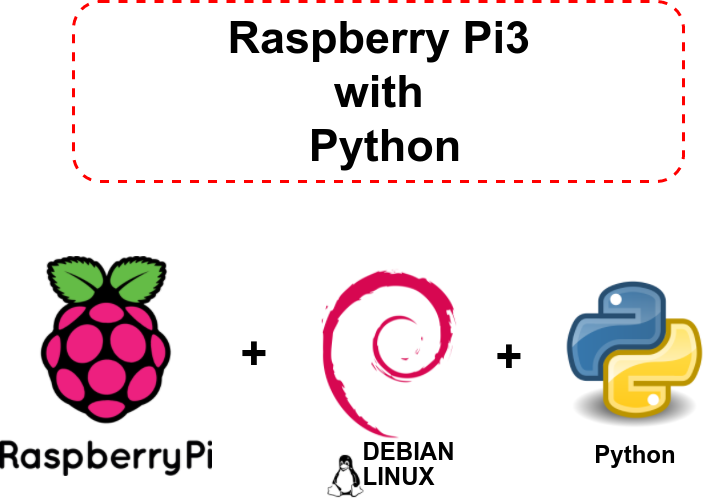 Raspberry Pi3
with
Python
+
+
RaspberryPi
DEBIAN
LINUX
Python